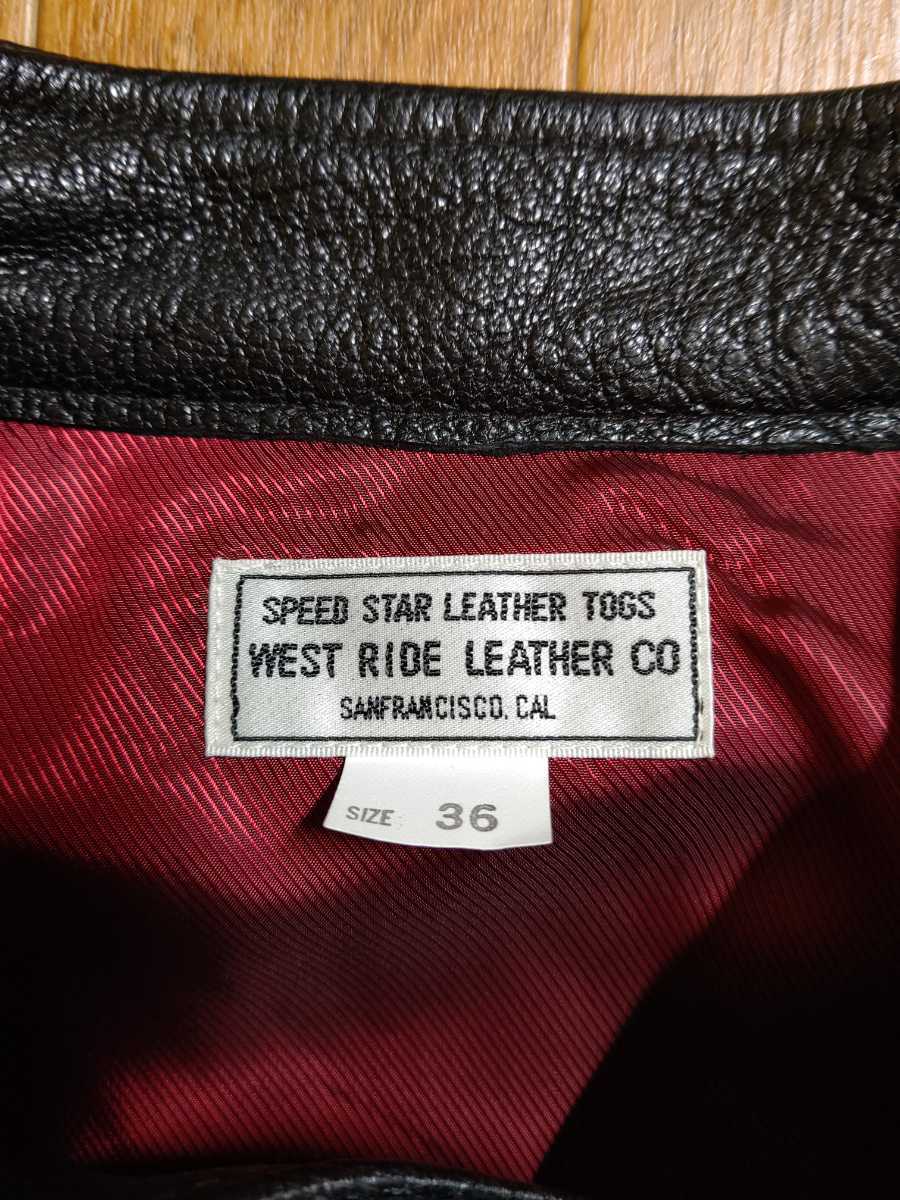 SPEED STAR LEATHER TOGS
WEST RIDE LEATHER CO
SANFRANCISCO, CAL
SIZE 36